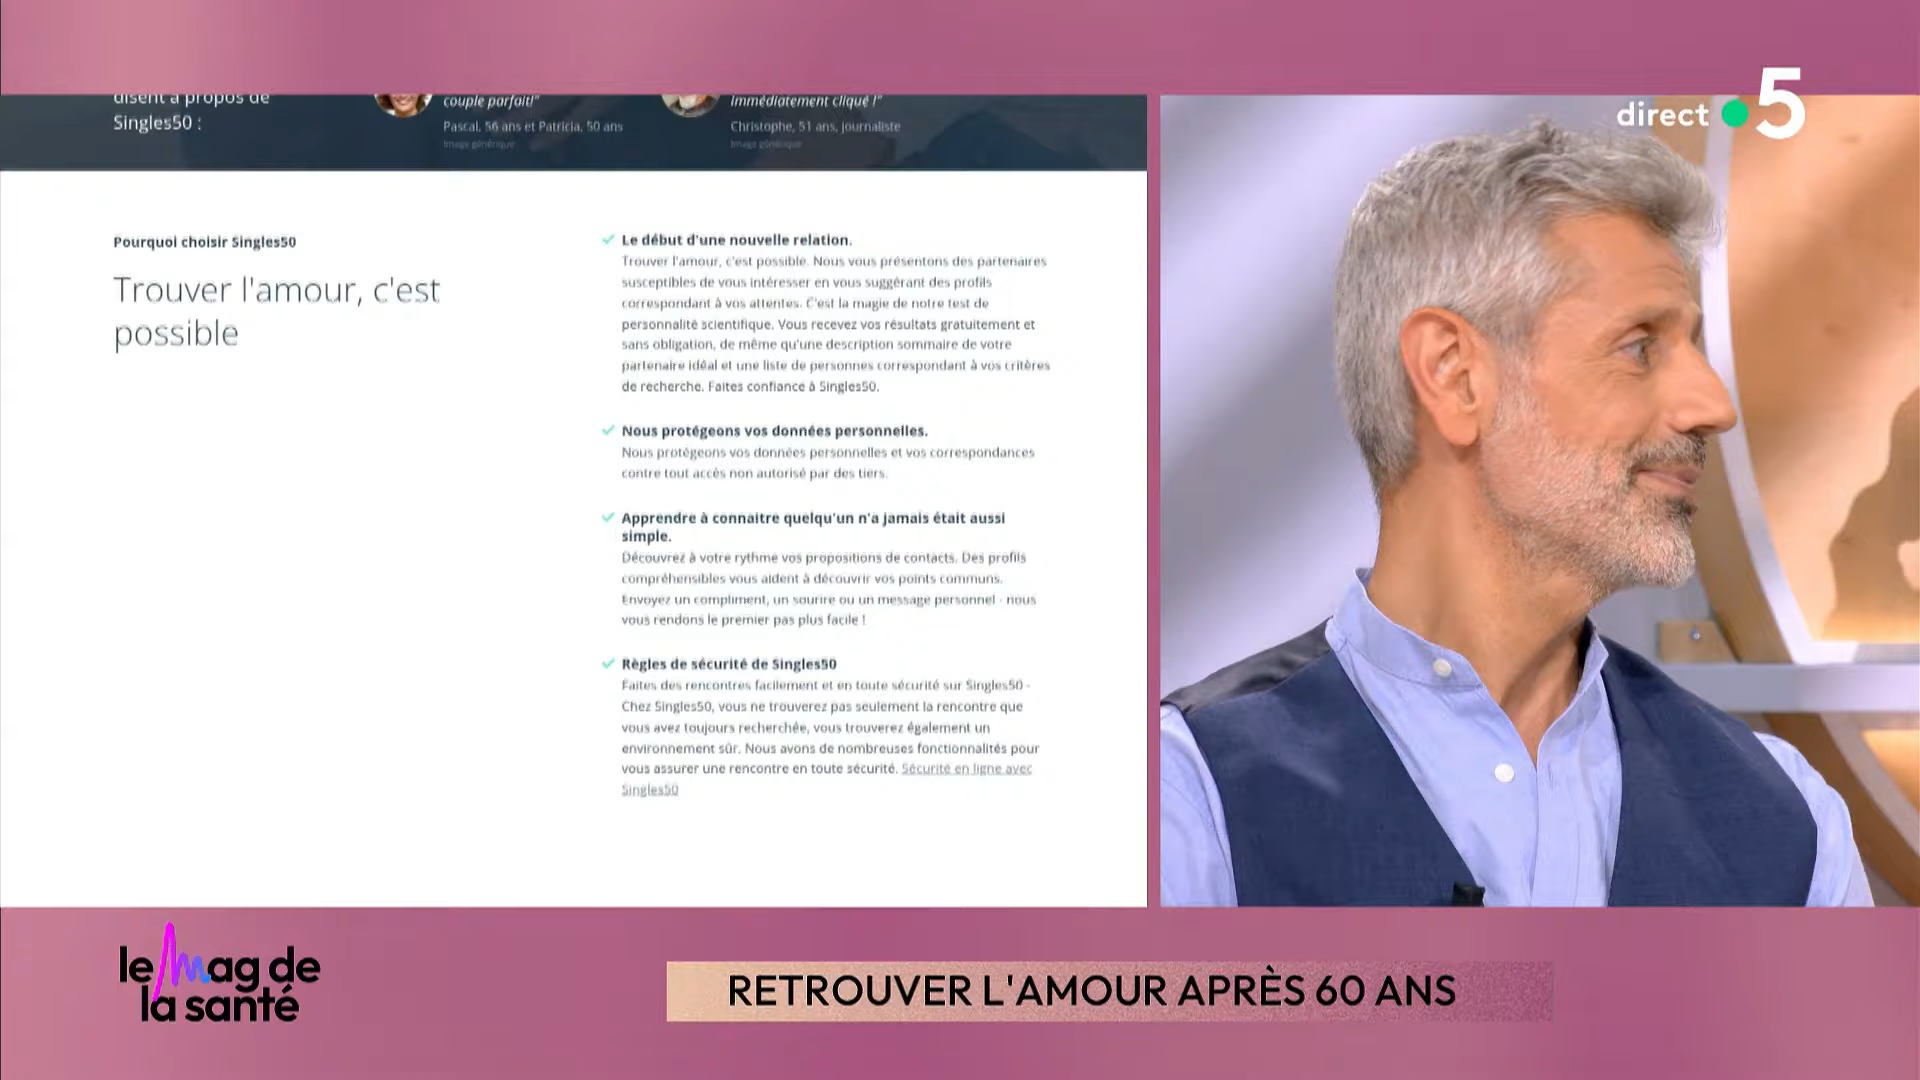 disent à propos de
Singles50 :
couple parfait!"
Pascal, 56 ans et Patricia, 50 ans
Image générique
immédiatement cliqué !"
Christophe, 51 ans, journaliste
Image générique
direct 5
Pourquoi choisir Singles50
Trouver l'amour, c'est
possible
Le début d'une nouvelle relation.
Trouver l'amour, c'est possible. Nous vous présentons des partenaires
susceptibles de vous intéresser en vous suggérant des profils
correspondant à vos attentes. C'est la magie de notre test de
personnalité scientifique. Vous recevez vos résultats gratuitement et
sans obligation, de même qu'une description sommaire de votre
partenaire idéal et une liste de personnes correspondant à vos critères
de recherche. Faites confiance à Singles50.
Nous protégeons vos données personnelles.
Nous protégeons vos données personnelles et vos correspondances
contre tout accès non autorisé par des tiers.
Apprendre à connaitre quelqu'un n'a jamais était aussi
simple.
Découvrez à votre rythme vos propositions de contacts. Des profils
compréhensibles vous aident à découvrir vos points communs.
Envoyez un compliment, un sourire ou un message personnel - nous
vous rendons le premier pas plus facile !
Règles de sécurité de Singles50
Faites des rencontres facilement et en toute sécurité sur Singles50 -
Chez Singles50, vous ne trouverez pas seulement la rencontre que
vous avez toujours recherchée, vous trouverez également un
environnement sûr. Nous avons de nombreuses fonctionnalités pour
vous assurer une rencontre en toute sécurité. Sécurité en ligne avec
Singles50
le mag de
la santé
RETROUVER L'AMOUR APRÈS 60 ANS